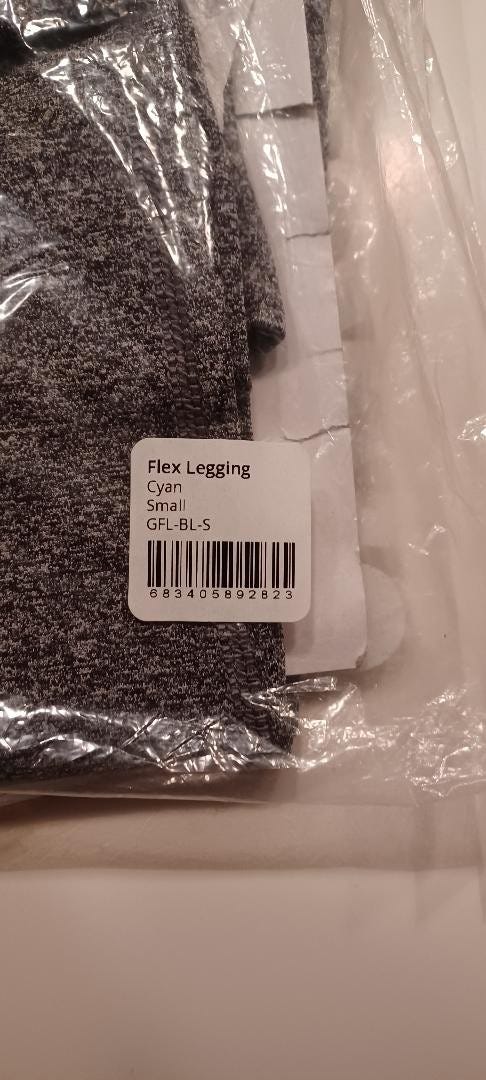 Flex Legging
Cyan
Small
GFL-BL-S
683405892823